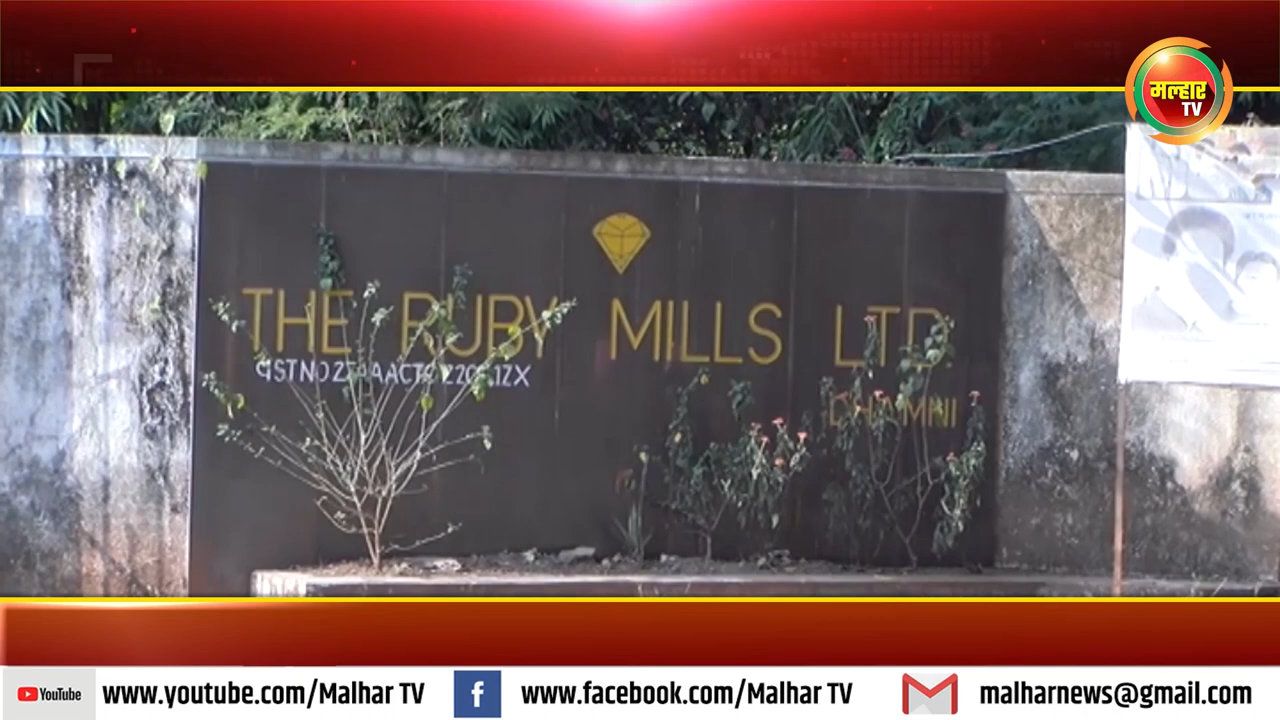 मल्हार
TV
THE RUBY MILLS LTD.
DHAMNI
YouTube
www.youtube.com/Malhar TV
www.facebook.com/Malhar TV
malharnews@gmail.com